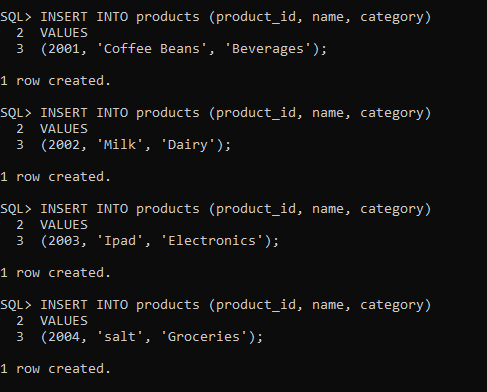 SQL> INSERT INTO products (product_id, name, category)
  2  VALUES
  3  (2001, 'Coffee Beans', 'Beverages');
1 row created.
SQL> INSERT INTO products (product_id, name, category)
  2  VALUES
  3  (2002, 'Milk', 'Dairy');
1 row created.
SQL> INSERT INTO products (product_id, name, category)
  2  VALUES
  3  (2003, 'Ipad', 'Electronics');
1 row created.
SQL> INSERT INTO products (product_id, name, category)
  2  VALUES
  3  (2004, 'salt', 'Groceries');
1 row created.